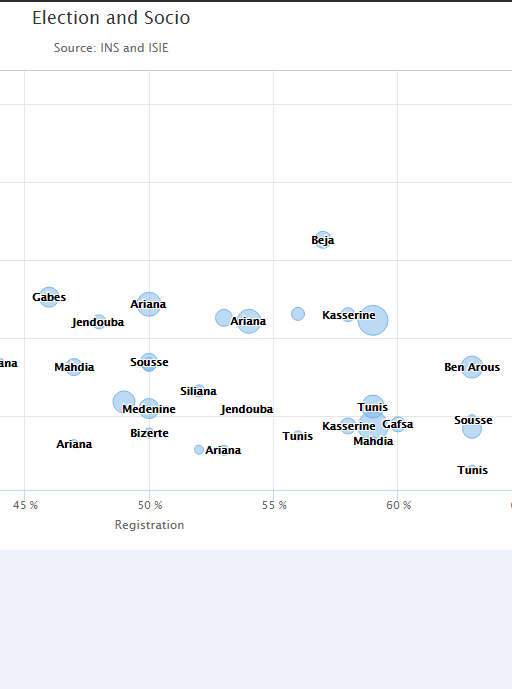 Election and Socio
Source: INS and ISIE
Beja
Gabes
Ariana
Kasserine
Jendouba
Ariana
ana
Mahdia
Sousse
Ben Arous
Siliana
Medenine
Jendouba
Tunis
Sousse
Kasserine
Gafsa
Bizerte
Tunis
Mahdia
Ariana
Ariana
Tunis
45 %
50 %
55 %
60 %
Registration